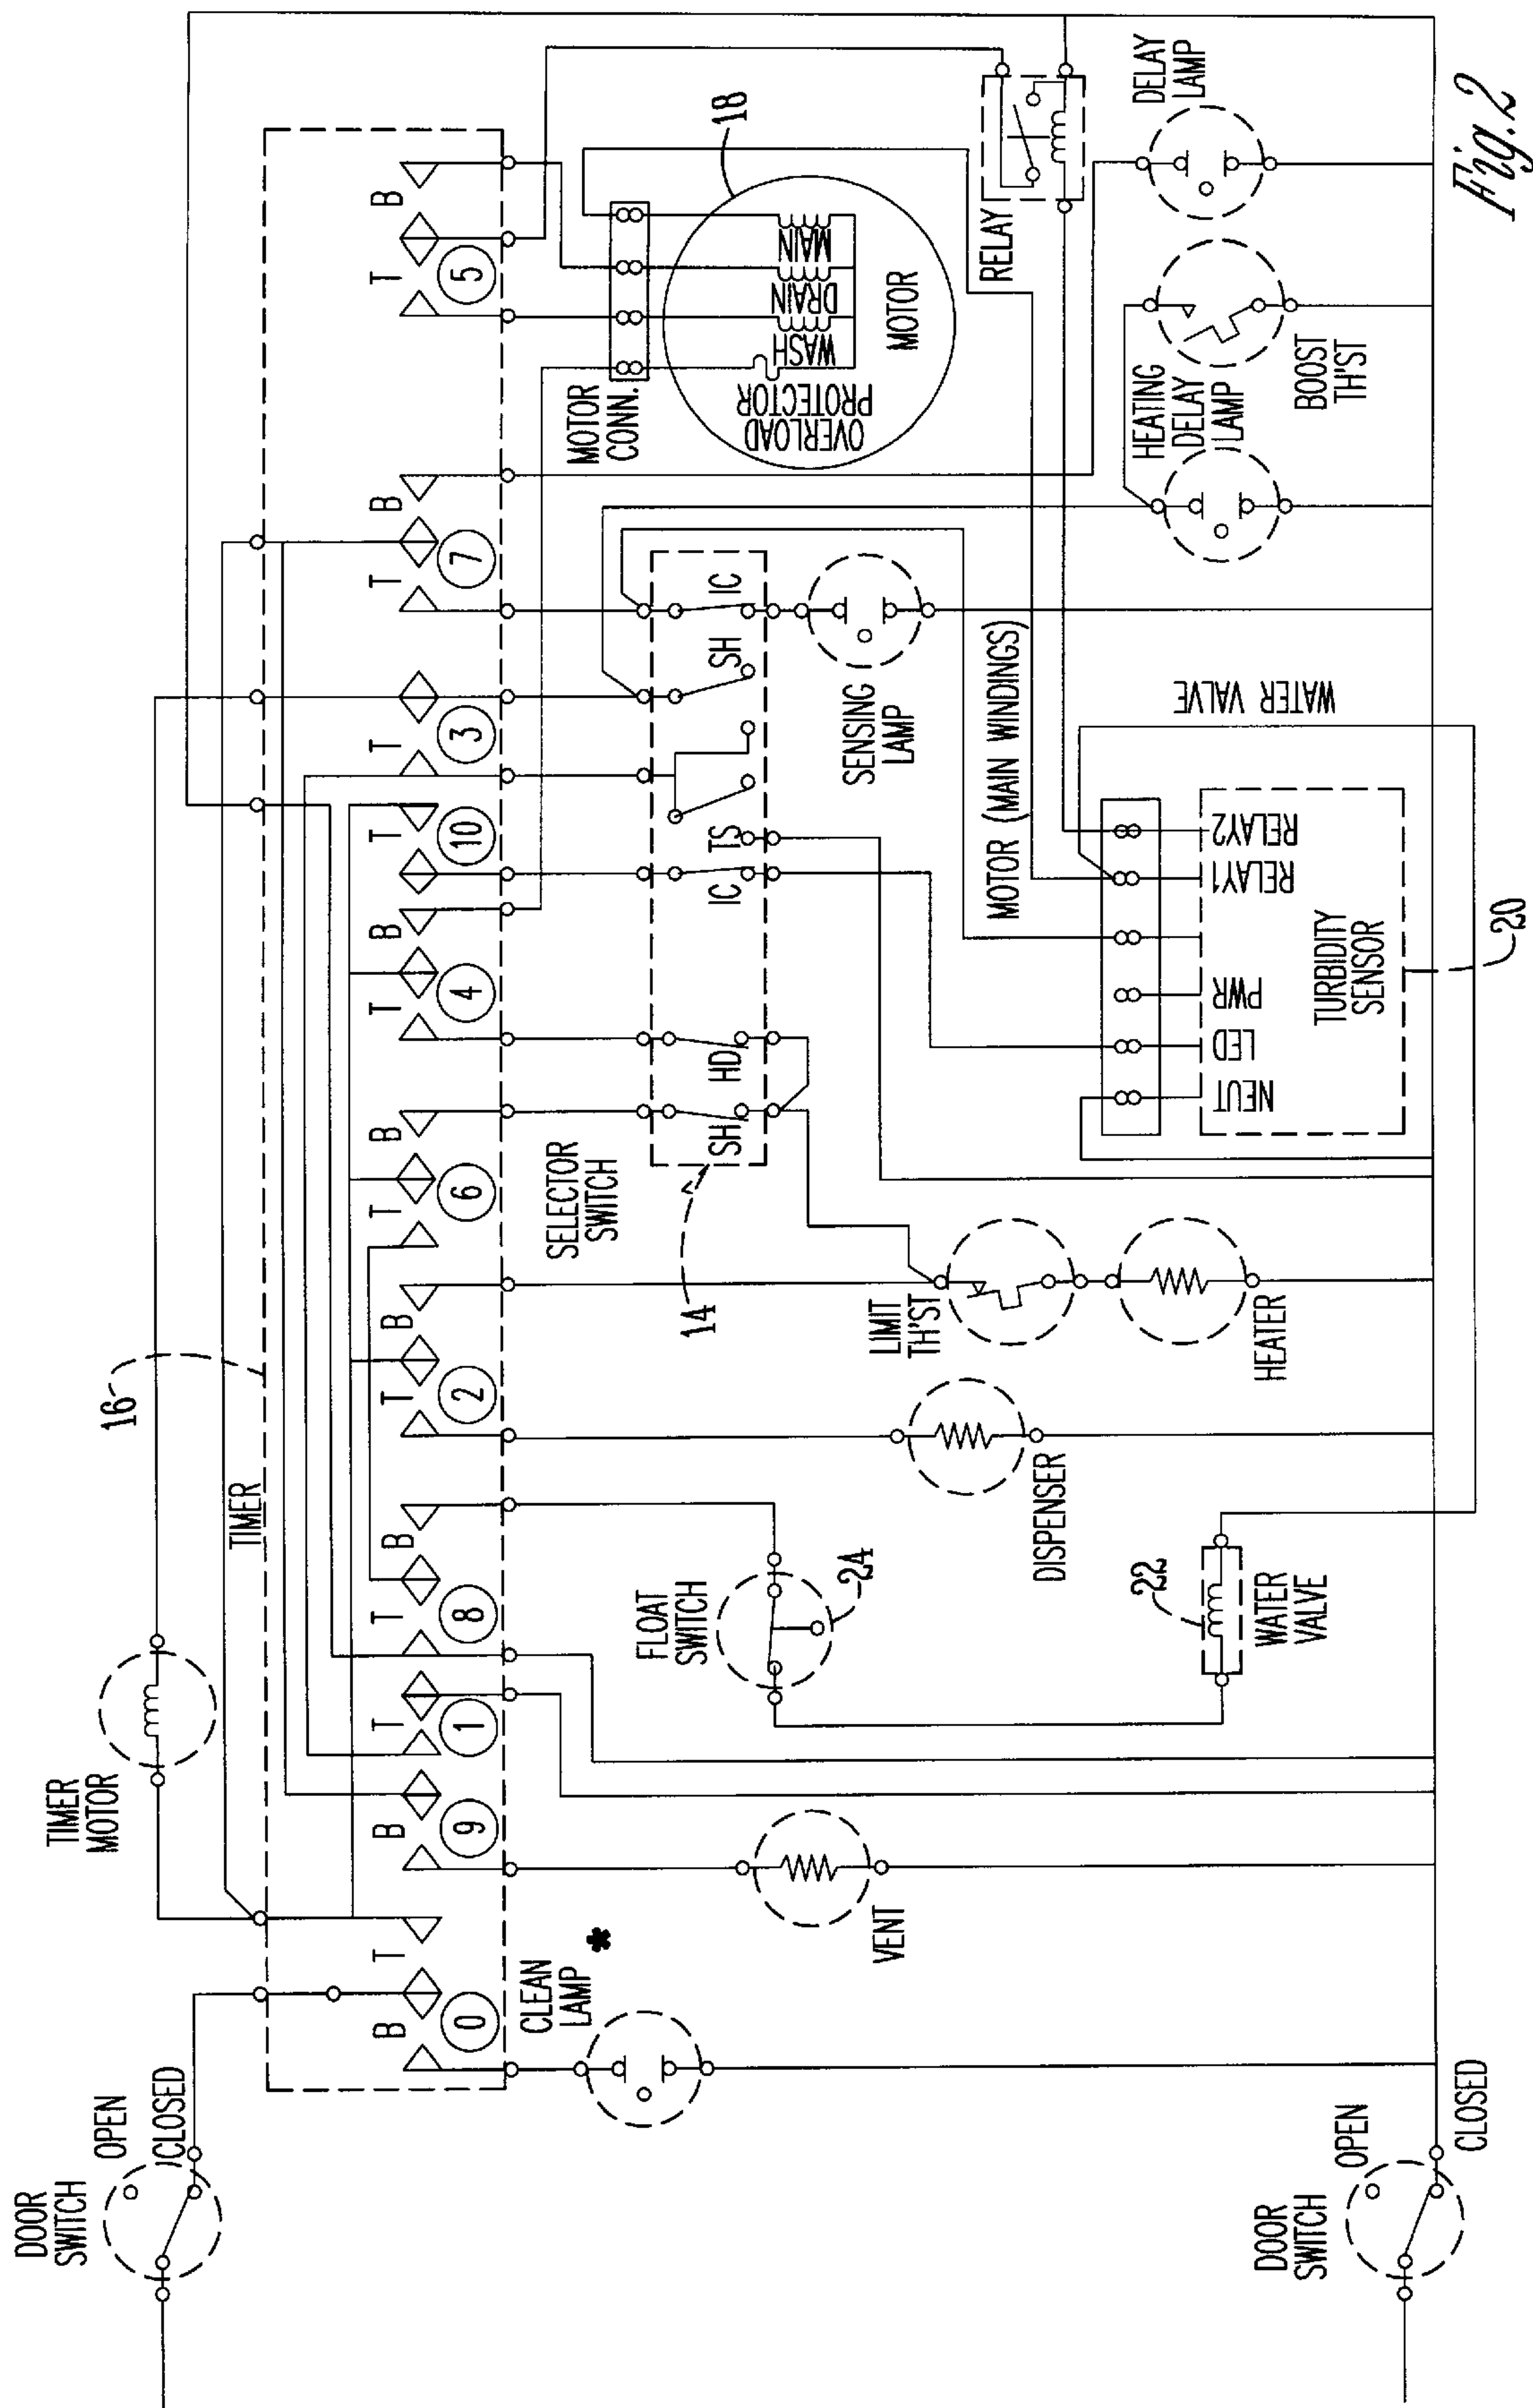 DOOR
SWITCH
OPEN
CLOSED
TIMER
MOTOR
16
TIMER
B
T
0
B
9
T
1
T
B
8
T
B
2
T
B
6
T
B
4
T
10
T
3
T
B
7
T
B
5
CLEAN
LAMP *
VENT
FLOAT
SWITCH
24
22
WATER
VALVE
DISPENSER
LIMIT
TH'ST
HEATER
SELECTOR
SWITCH
14
SH
HD
IC
TS
SH
IC
SENSING
LAMP
MOTOR
CONN.
18
OVERLOAD
PROTECTOR
WASH
DRAIN
MAIN
MOTOR
RELAY
DELAY
LAMP
HEATING
DELAY
LAMP
BOOST
TH'ST
MOTOR (MAIN WINDINGS)
WATER VALVE
NEUT
LED
PWR
RELAY1
RELAY2
TURBIDITY
SENSOR
20
DOOR
SWITCH
OPEN
CLOSED
Fig. 2